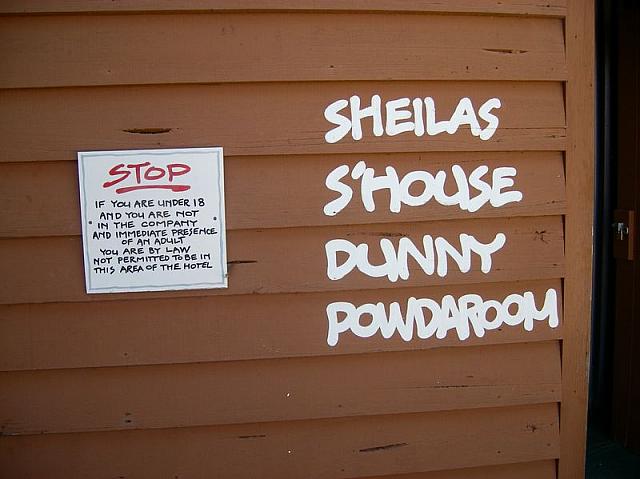 STOP
IF YOU ARE UNDER 18
AND YOU ARE NOT
IN THE COMPANY
AND IMMEDIATE PRESENCE
OF AN ADULT
YOU ARE BY LAW
NOT PERMITTED TO BE IN
THIS AREA OF THE HOTEL
SHEILAS
S'HOUSE
DUNNY
POWDAROOM